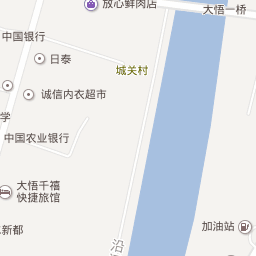 放心鲜肉店
大悟一桥
中国银行
日泰
城关村
诚信内衣超市
学
中国农业银行
大悟千禧
快捷旅馆
加油站
新都
沿